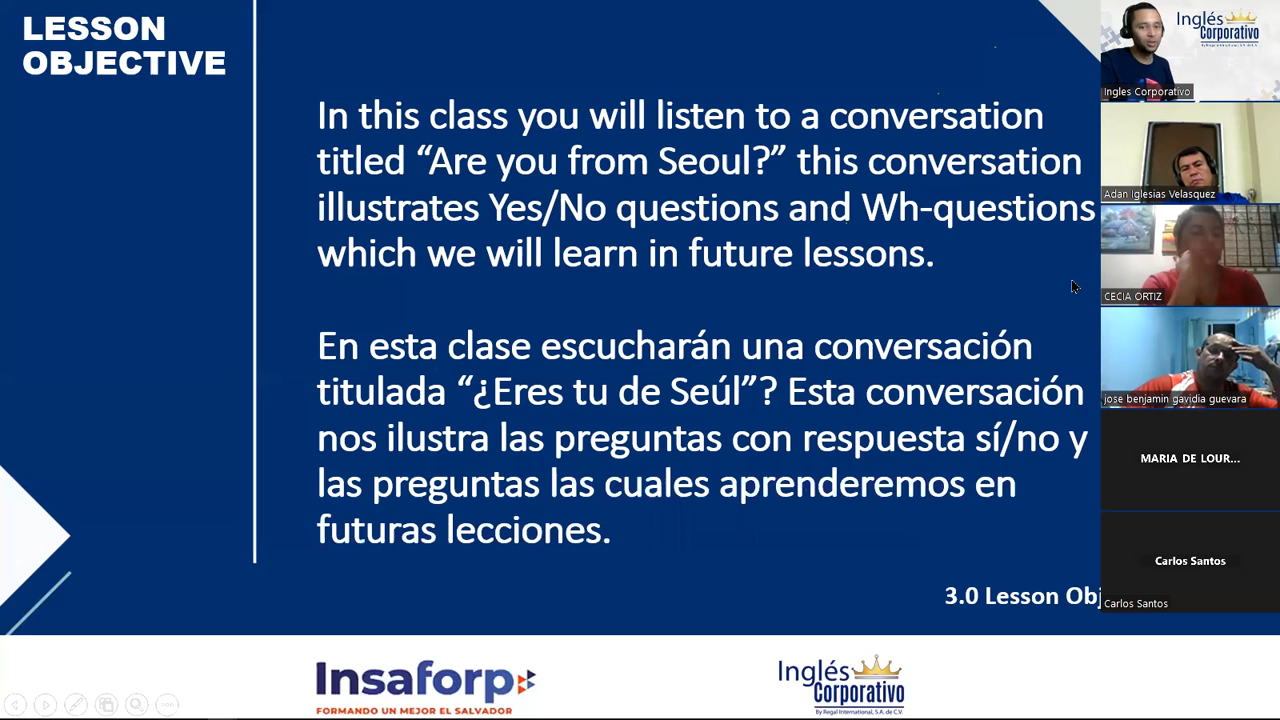 LESSON
OBJECTIVE
In this class you will listen to a conversation
titled “Are you from Seoul?” this conversation
illustrates Yes/No questions and Wh-questions
which we will learn in future lessons.
En esta clase escucharán una conversación
titulada “¿Eres tu de Seúl”? Esta conversación
nos ilustra las preguntas con respuesta sí/no y
las preguntas las cuales aprenderemos en
futuras lecciones.
3.0 Lesson Obj
Insaforp
FORMANDO UN MEJOR EL SALVADOR
Inglés
Corporativo
By Regal International, S.A. de C.V.
Inglés
Corporativo
Ingles Corporativo
Adan Iglesias Velasquez
CECIA ORTIZ
jose benjamin gavidia guevara
MARIA DE LOUR...
Carlos Santos
Carlos Santos